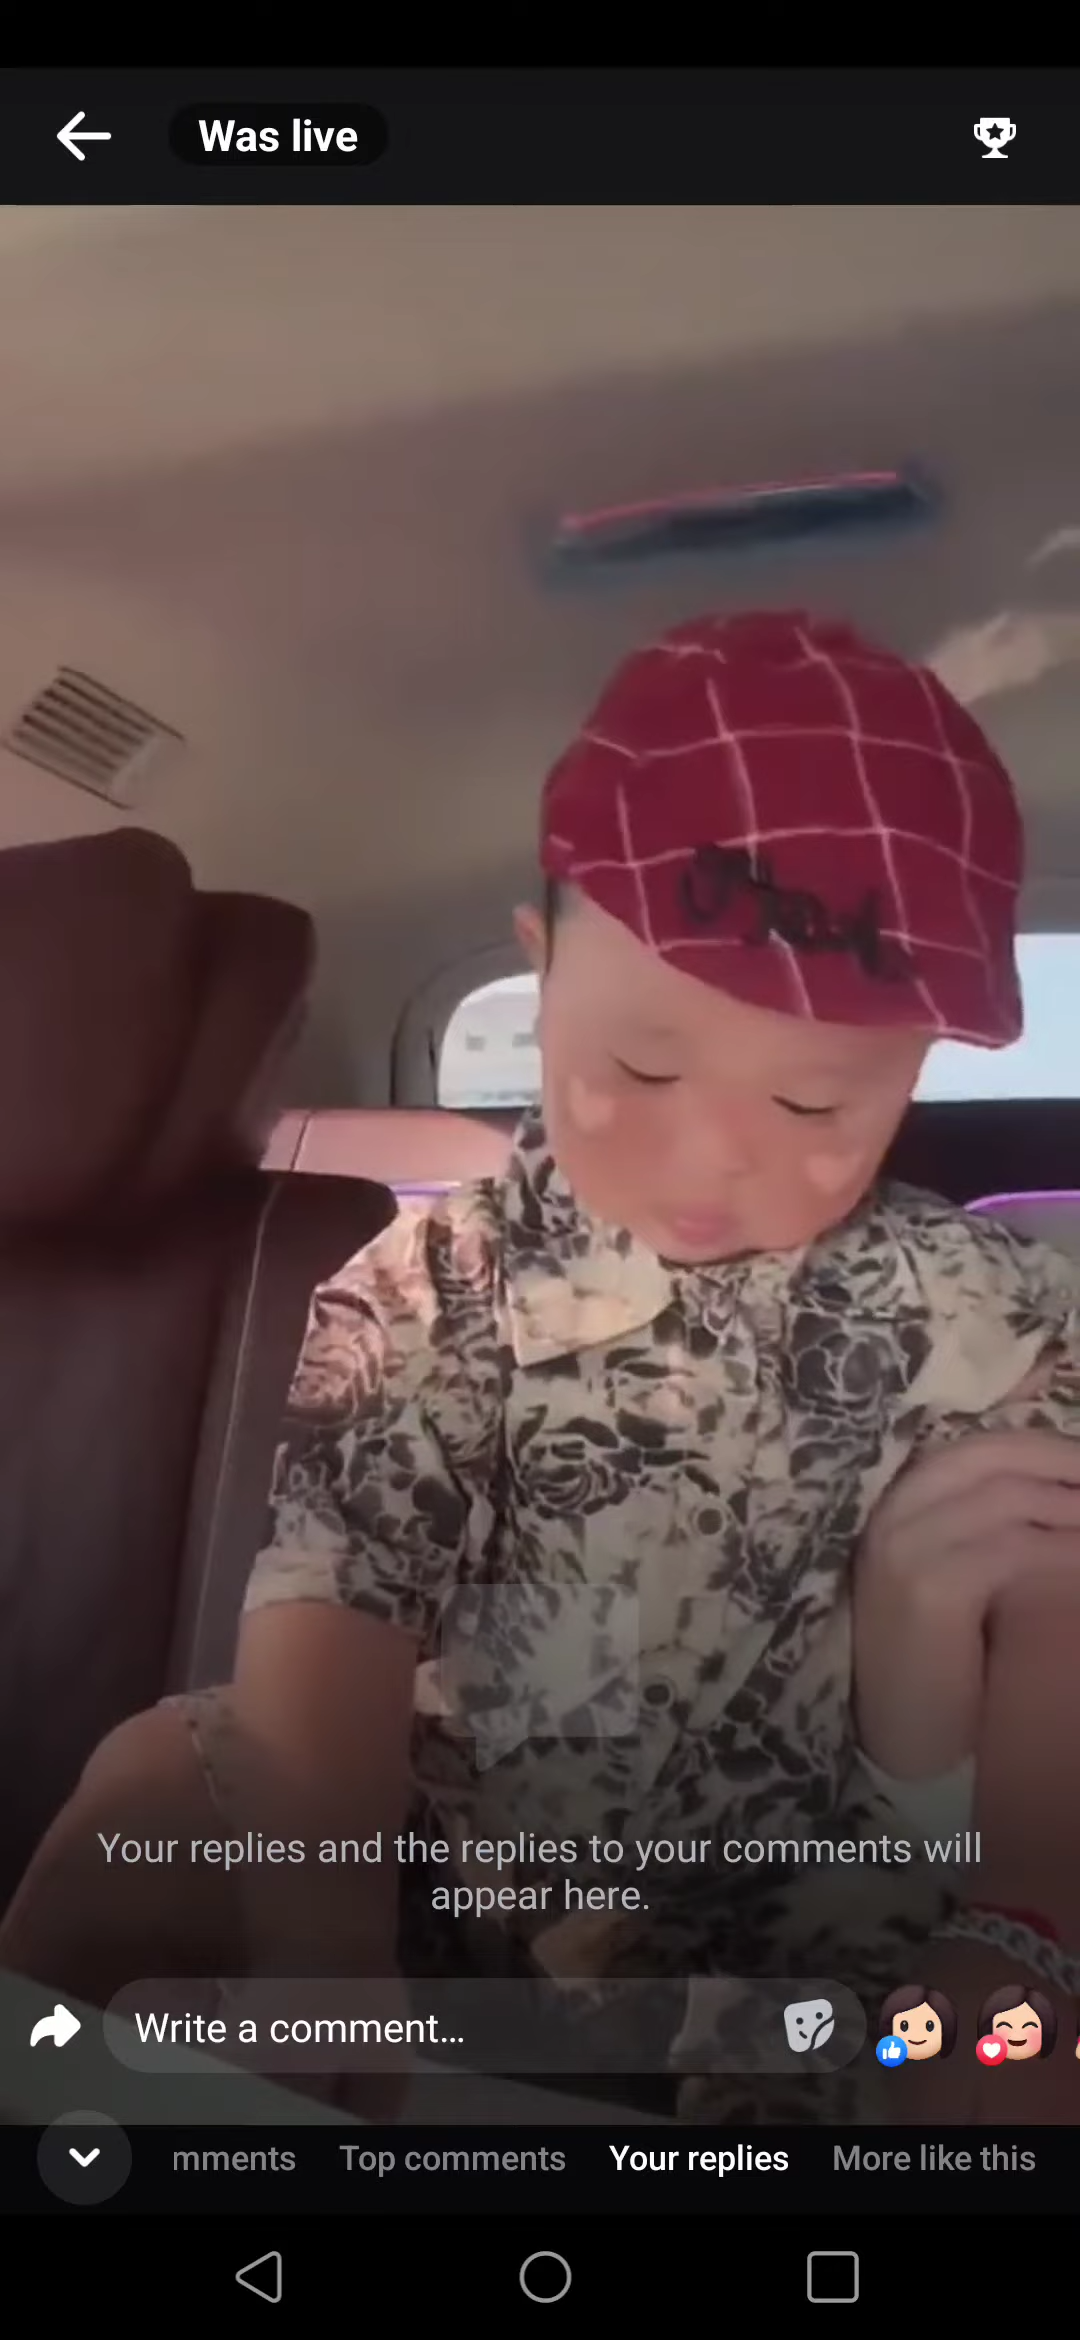 Was live
Your replies and the replies to your comments will
appear here.
Write a comment...
mments
Top comments
Your replies
More like this